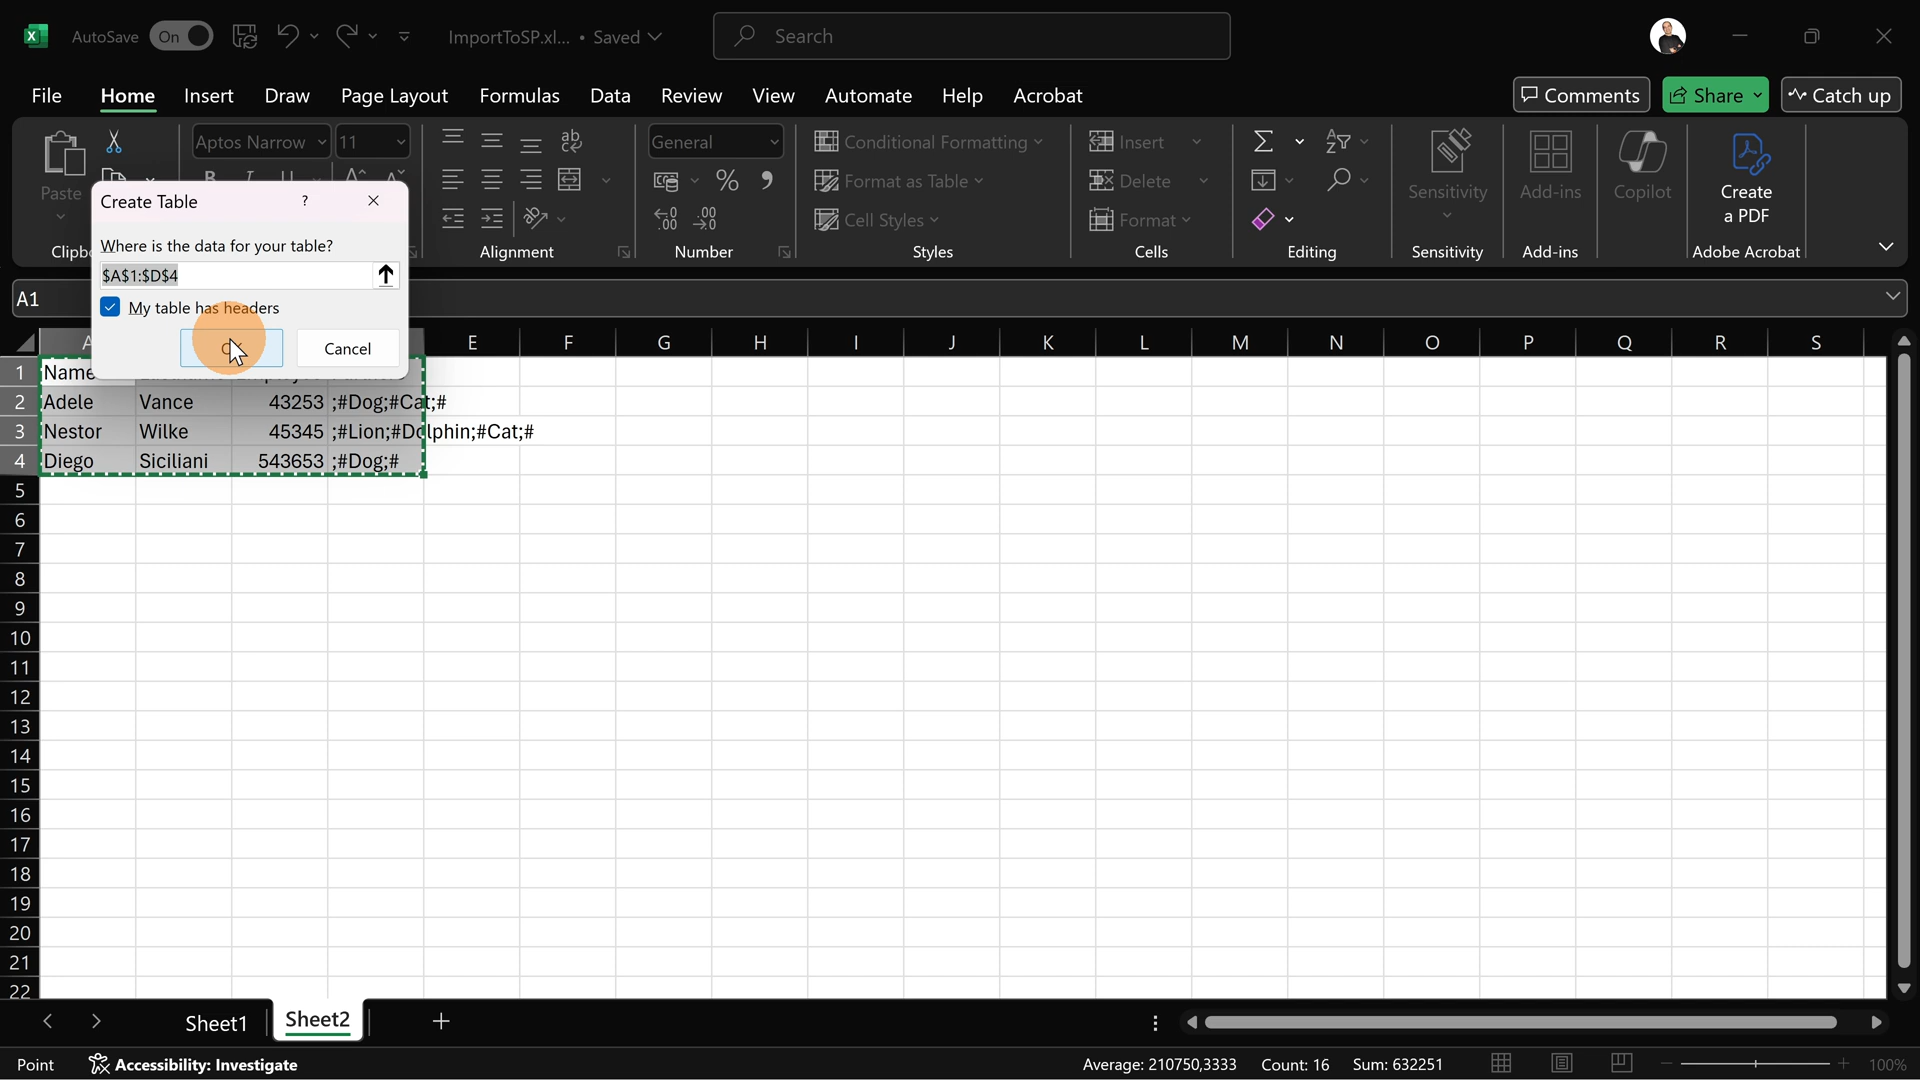 AutoSave On ImportToSP.xl... • Saved Search
File Home Insert Draw Page Layout Formulas Data Review View Automate Help Acrobat Comments Share Catch up
Paste
Aptos Narrow 11
General
Conditional Formatting
Format as Table
Cell Styles
Insert
Delete
Format
Sensitivity
Add-ins
Copilot
Create
a PDF
Alignment Number Styles Cells Editing Sensitivity Add-ins Adobe Acrobat
Create Table ?
Where is the data for your table?
$A$1:$D$4
My table has headers
Cancel
A1
E F G H I J K L M N O P Q R S
1 Name
2 Adele Vance 43253 ;#Dog;#Cat;#
3 Nestor Wilke 45345 ;#Lion;#Dolphin;#Cat;#
4 Diego Siciliani 543653 ;#Dog;#
5
6
7
8
9
10
11
12
13
14
15
16
17
18
19
20
21
22
Sheet1 Sheet2
Point Accessibility: Investigate Average: 210750,3333 Count: 16 Sum: 632251 100%